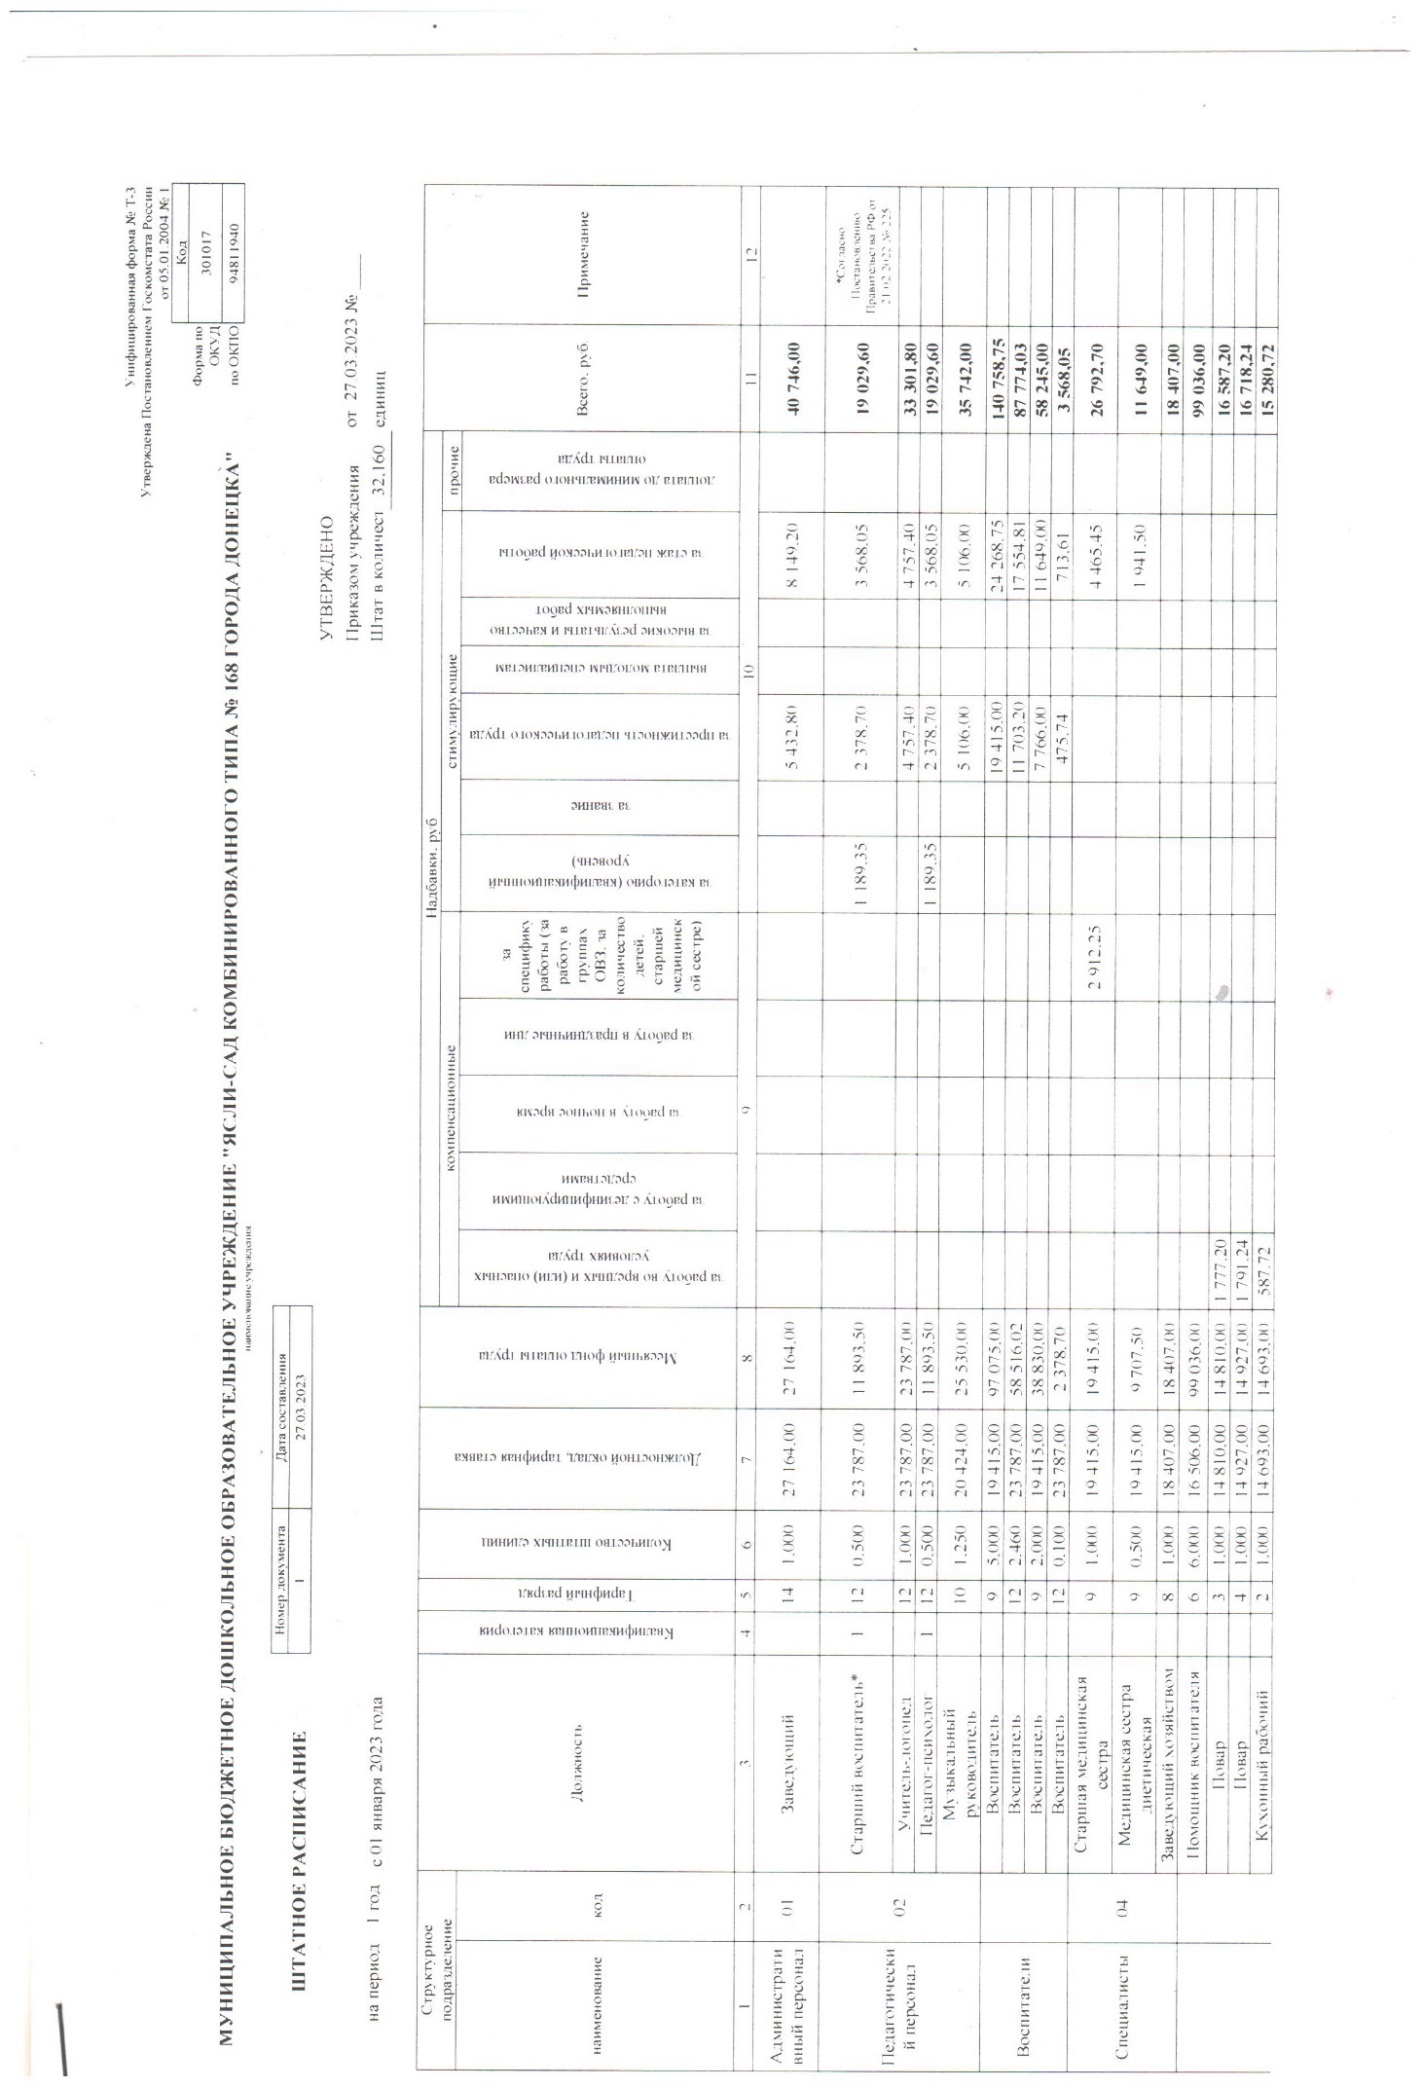 Унифицированная форма № Т-3
Утверждена Постановлением Госкомстата России
от 05.01.2004 № 1
Код
Форма по ОКУД 301017
по ОКПО 94811940
МУНИЦИПАЛЬНОЕ БЮДЖЕТНОЕ ДОШКОЛЬНОЕ ОБРАЗОВАТЕЛЬНОЕ УЧРЕЖДЕНИЕ "ЯСЛИ-САД КОМБИНИРОВАННОГО ТИПА № 168 ГОРОДА ДОНЕЦКА"
наименование учреждения
Номер документа Дата составления
ШТАТНОЕ РАСПИСАНИЕ 1 27 03 2023
УТВЕРЖДЕНО
Приказом учреждения от 27.03.2023 № ____
на период 1 год с 01 января 2023 года Штат в количест 32.160 единиц
Структурное подразделение
наименование
код
Должность
Квалификационная категория
Тарифный разряд
Количество штатных единиц
Должностной оклад, тарифная ставка
Месячный фонд оплаты труда
Надбавки. руб
компенсационные
за работу во вредных и (или) опасных условиях труда
за работу с дезинфицирующими средствами
за работу в ночное время
за работу в праздничные дни
за специфику работы (за работу в группах ОВЗ. за количество детей. старшей медицинск ой сестре)
стимулирующие
за категорию (квалификационный уровень)
за звание
за престижность педагогического труда
выплата молодым специалистам
за высокие результаты и качество выполняемых работ
за стаж педагогической работы
прочие
доплата до минимального размера оплаты труда
Всего. руб.
Примечание
1 2 3 4 5 6 7 8 9 10 11 12
Администрати вный персонал 01 Заведующий 14 1.000 27 164.00 27 164.00 5 432.80 8 149.20 40 746,00
Педагогически й персонал 02 Старший воспитатель* 1 12 0.500 23 787.00 11 893.50 1 189.35 2 378.70 3 568.05 19 029,60 *Согласно Постановлению Правительства РФ от 21 02 2022 № 225
Учитель-логопед 12 1.000 23 787.00 23 787.00 4 757.40 4 757.40 33 301,80
Педагог-психолог 1 12 0,500 23 787.00 11 893.50 1 189.35 2 378.70 3 568.05 19 029,60
Музыкальный руководитель 10 1.250 20 424.00 25 530.00 5 106.00 5 106.00 35 742,00
Воспитатели Воспитатель 9 5.000 19 415.00 97 075.00 19 415.00 24 268.75 140 758,75
Воспитатель 12 2.460 23 787.00 58 516.02 11 703.20 17 554.81 87 774,03
Воспитатель 9 2.000 19 415.00 38 830.00 7 766.00 11 649.00 58 245,00
Воспитатель 12 0.100 23 787.00 2 378.70 475.74 713.61 3 568,05
Специалисты 04 Старшая медицинская сестра 9 1.000 19 415.00 19 415.00 2 912.25 4 465.45 26 792,70
Медицинская сестра диетическая 9 0.500 19 415.00 9 707.50 1 941.50 11 649,00
Заведующий хозяйством 8 1.000 18 407.00 18 407.00 18 407,00
Помощник воспитателя 6 6.000 16 506.00 99 036.00 99 036,00
Повар 3 1.000 14 810.00 14 810.00 1 777.20 16 587,20
Повар 4 1.000 14 927.00 14 927.00 1 791.24 16 718,24
Кухонный рабочий 2 1.000 14 693.00 14 693.00 587.72 15 280,72